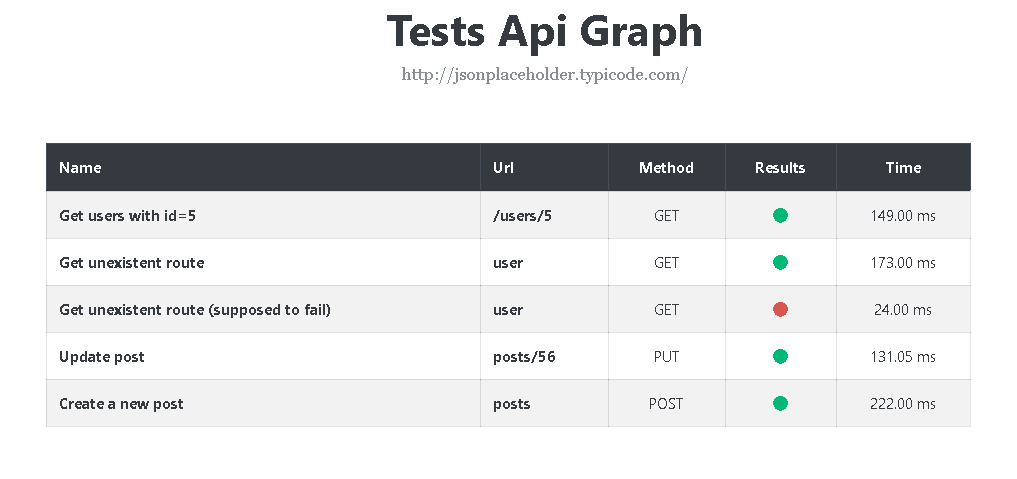 Tests Api Graph
http://jsonplaceholder.typicode.com/
Name Url Method Results Time
Get users with id=5 /users/5 GET 149.00 ms
Get unexistent route user GET 173.00 ms
Get unexistent route (supposed to fail) user GET 24.00 ms
Update post posts/56 PUT 131.05 ms
Create a new post posts POST 222.00 ms